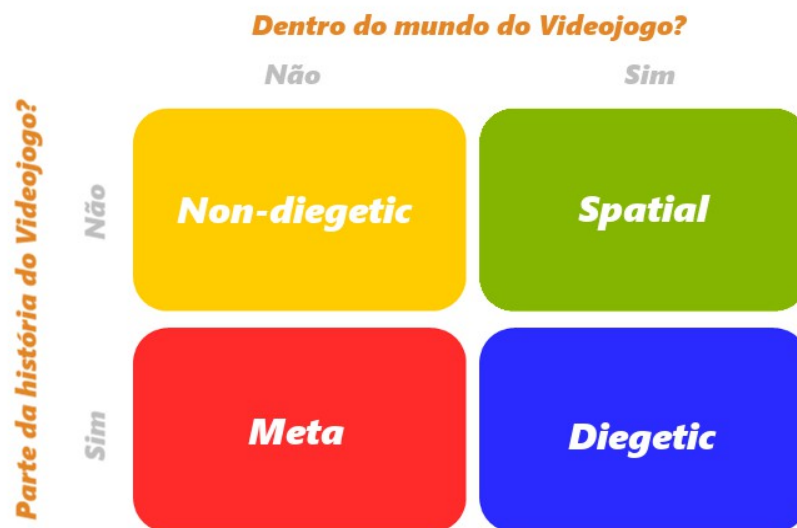 Dentro do mundo do Videojogo?
Não Sim
Parte da história do Videojogo?
Não
Non-diegetic
Spatial
Sim
Meta
Diegetic